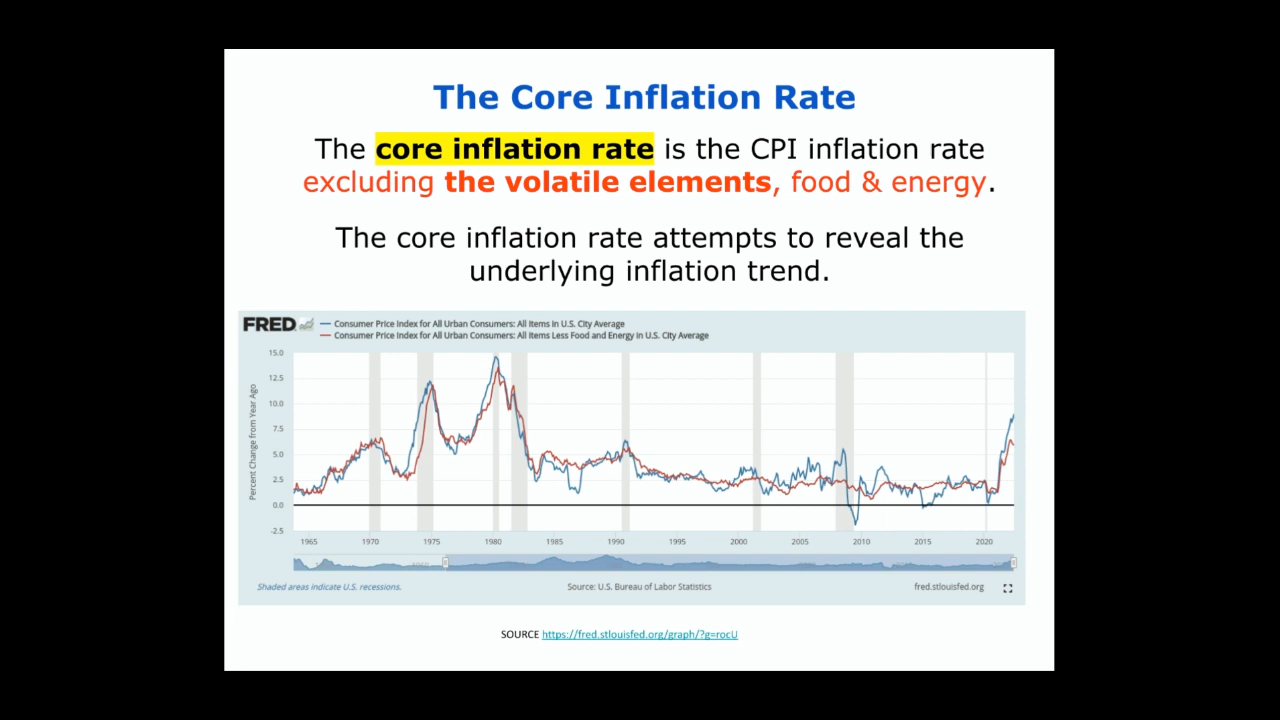 The Core Inflation Rate
The core inflation rate is the CPI inflation rate
excluding the volatile elements, food & energy.
The core inflation rate attempts to reveal the
underlying inflation trend.
FRED
Consumer Price Index for All Urban Consumers: All Items in U.S. City Average
Consumer Price Index for All Urban Consumers: All Items Less Food and Energy in U.S. City Average
Percent Change from Year Ago
15.0
12.5
10.0
7.5
5.0
2.5
0.0
-2.5
1965 1970 1975 1980 1985 1990 1995 2000 2005 2010 2015 2020
Shaded areas indicate U.S. recessions. Source: U.S. Bureau of Labor Statistics fred.stlouisfed.org
SOURCE https://fred.stlouisfed.org/graph/?g=rocU